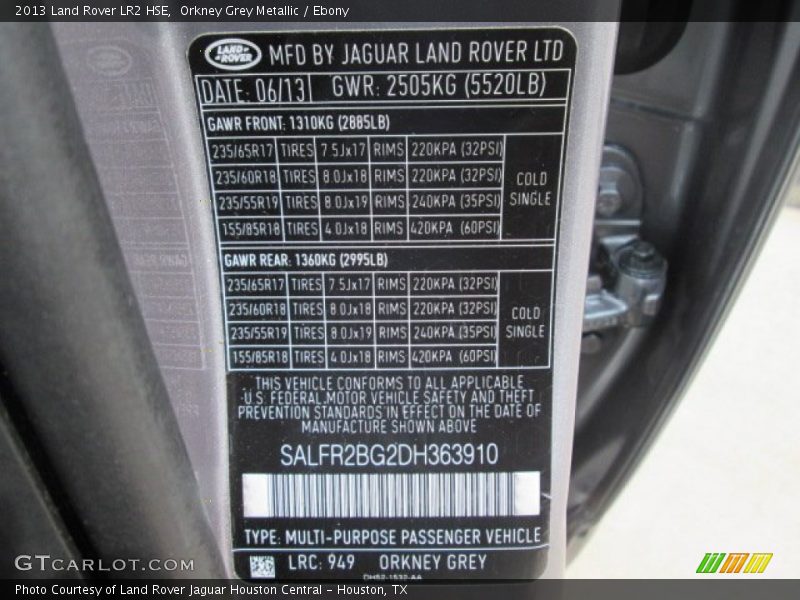 2013 Land Rover LR2 HSE, Orkney Grey Metallic / Ebony
LAND-
-ROVER
MFD BY JAGUAR LAND ROVER LTD
DATE: 06/13 GWR: 2505KG (5520LB)
GAWR FRONT: 1310KG (2885LB)
235/65R17 TIRES 7.5Jx17 RIMS 220KPA (32PSI)
235/60R18 TIRES 8.0Jx18 RIMS 220KPA (32PSI)
235/55R19 TIRES 8.0Jx19 RIMS 240KPA (35PSI)
155/85R18 TIRES 4.0Jx18 RIMS 420KPA (60PSI)
COLD
SINGLE
GAWR REAR: 1360KG (2995LB)
235/65R17 TIRES 7.5Jx17 RIMS 220KPA (32PSI)
235/60R18 TIRES 8.0Jx18 RIMS 220KPA (32PSI)
235/55R19 TIRES 8.0Jx19 RIMS 240KPA (35PSI)
155/85R18 TIRES 4.0Jx18 RIMS 420KPA (60PSI)
COLD
SINGLE
THIS VEHICLE CONFORMS TO ALL APPLICABLE
U.S. FEDERAL MOTOR VEHICLE SAFETY AND THEFT
PREVENTION STANDARDS IN EFFECT ON THE DATE OF
MANUFACTURE SHOWN ABOVE
SALFR2BG2DH363910
TYPE: MULTI-PURPOSE PASSENGER VEHICLE
LRC: 949 ORKNEY GREY
DH52-1532-AA
GTCARLOT.COM
Photo Courtesy of Land Rover Jaguar Houston Central - Houston, TX